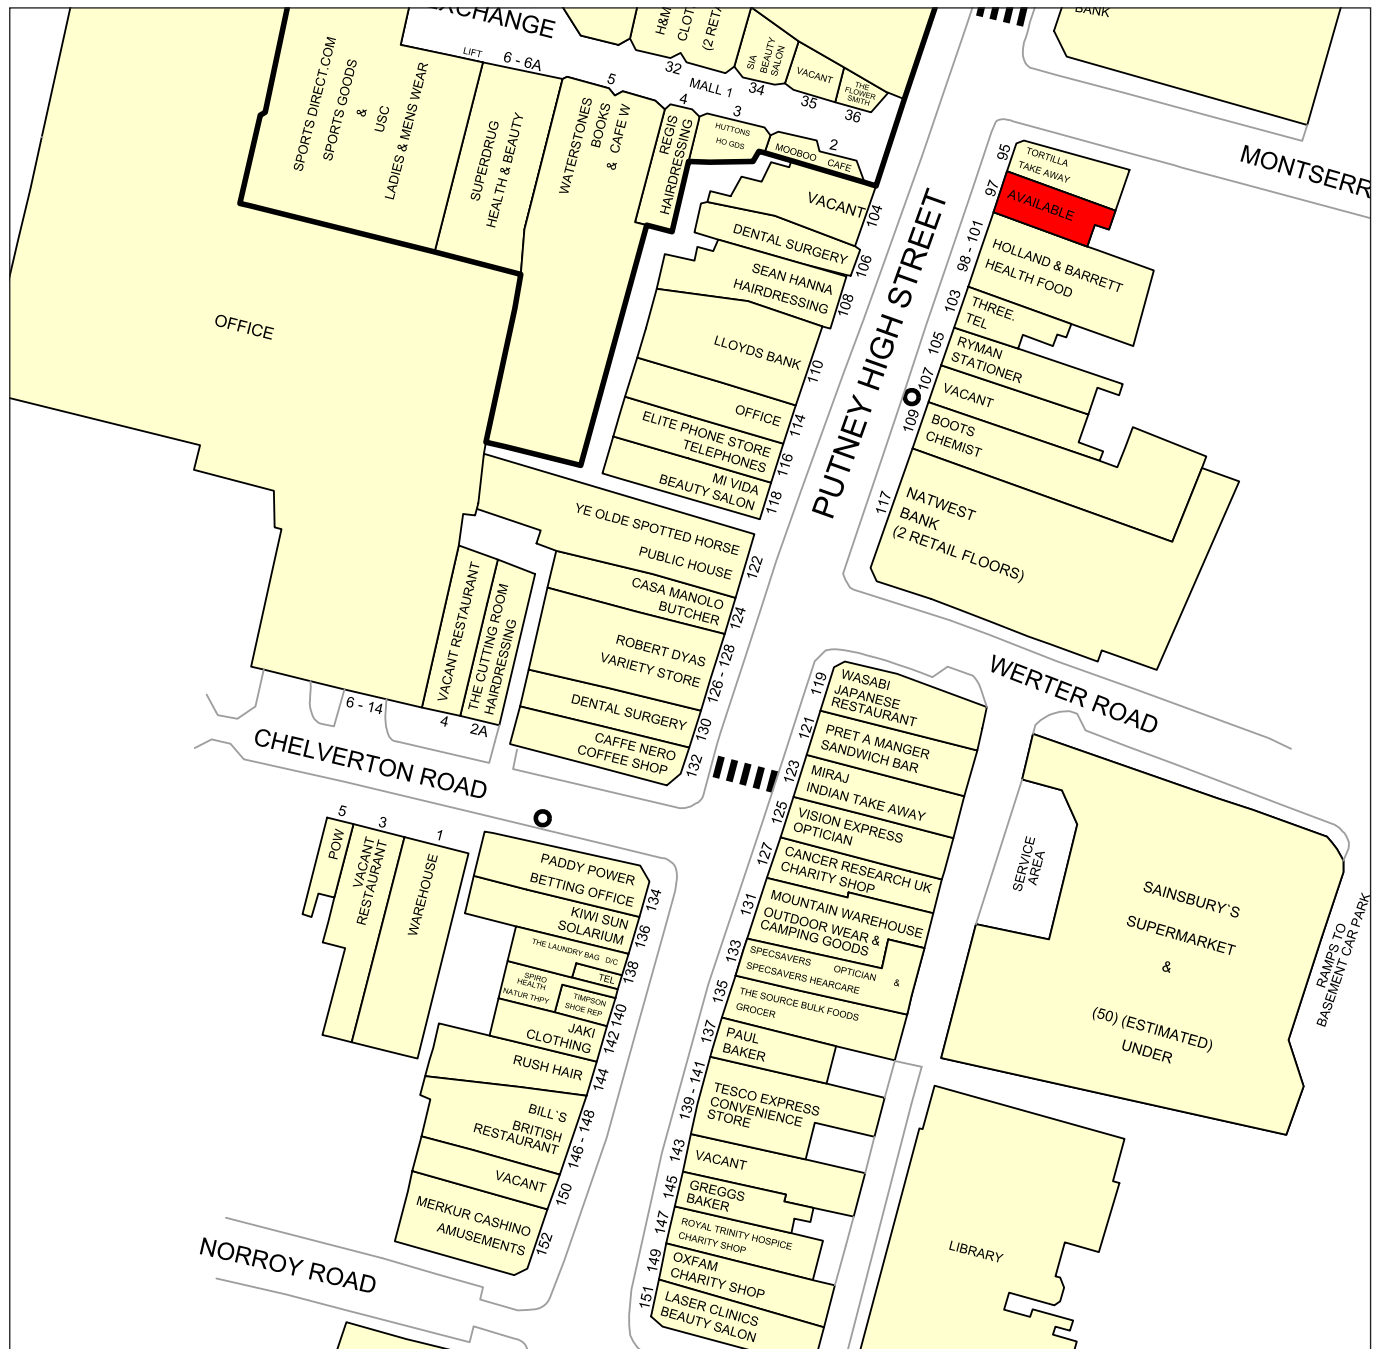 EXCHANGE
LIFT
6 - 6A
SPORTS DIRECT.COM
SPORTS GOODS
&
USC
LADIES & MENS WEAR
SUPERDRUG
HEALTH & BEAUTY
5
WATERSTONES
BOOKS
& CAFE W
4
REGIS
HAIRDRESSING
3
HUTTONS
HO GDS
2
MOOBOO CAFE
MALL 1
H&M
CLOT
(2 RETA
32
SIA
BEAUTY
SALON
34
VACANT
35
THE
FLOWER
SMITH
36
BANK
MONTSERR
PUTNEY HIGH STREET
OFFICE
VACANT
104
DENTAL SURGERY
106
SEAN HANNA
HAIRDRESSING
108
LLOYDS BANK
110
OFFICE
114
ELITE PHONE STORE
TELEPHONES
116
MI VIDA
BEAUTY SALON
118
YE OLDE SPOTTED HORSE
PUBLIC HOUSE
122
CASA MANOLO
BUTCHER
124
ROBERT DYAS
VARIETY STORE
126 - 128
DENTAL SURGERY
130
CAFFE NERO
COFFEE SHOP
132
95
TORTILLA
TAKE AWAY
97
AVAILABLE
98 - 101
HOLLAND & BARRETT
HEALTH FOOD
103
THREE.
TEL
105
RYMAN
STATIONER
107
VACANT
109
BOOTS
CHEMIST
117
NATWEST
BANK
(2 RETAIL FLOORS)
VACANT RESTAURANT
THE CUTTING ROOM
HAIRDRESSING
6 - 14
4
2A
CHELVERTON ROAD
WERTER ROAD
119
WASABI
JAPANESE
RESTAURANT
121
PRET A MANGER
SANDWICH BAR
123
MIRAJ
INDIAN TAKE AWAY
125
VISION EXPRESS
OPTICIAN
127
CANCER RESEARCH UK
CHARITY SHOP
131
MOUNTAIN WAREHOUSE
OUTDOOR WEAR &
CAMPING GOODS
133
SPECSAVERS OPTICIAN &
SPECSAVERS HEARCARE
135
THE SOURCE BULK FOODS
GROCER
137
PAUL
BAKER
139 - 141
TESCO EXPRESS
CONVENIENCE
STORE
143
VACANT
145
GREGGS
BAKER
147
ROYAL TRINITY HOSPICE
CHARITY SHOP
149
OXFAM
CHARITY SHOP
151
LASER CLINICS
BEAUTY SALON
SERVICE
AREA
SAINSBURY`S
SUPERMARKET
&
(50) (ESTIMATED)
UNDER
RAMPS TO
BASEMENT CAR PARK
LIBRARY
5
3
1
POW
VACANT
RESTAURANT
WAREHOUSE
PADDY POWER
BETTING OFFICE
134
KIWI SUN
SOLARIUM
136
THE LAUNDRY BAG D/C
138
TEL
SPIRO
HEALTH
NATUR THPY
TIMPSON
SHOE REP
140
JAKI
CLOTHING
142
RUSH HAIR
144
BILL`S
BRITISH
RESTAURANT
146 - 148
VACANT
150
MERKUR CASHINO
AMUSEMENTS
152
NORROY ROAD